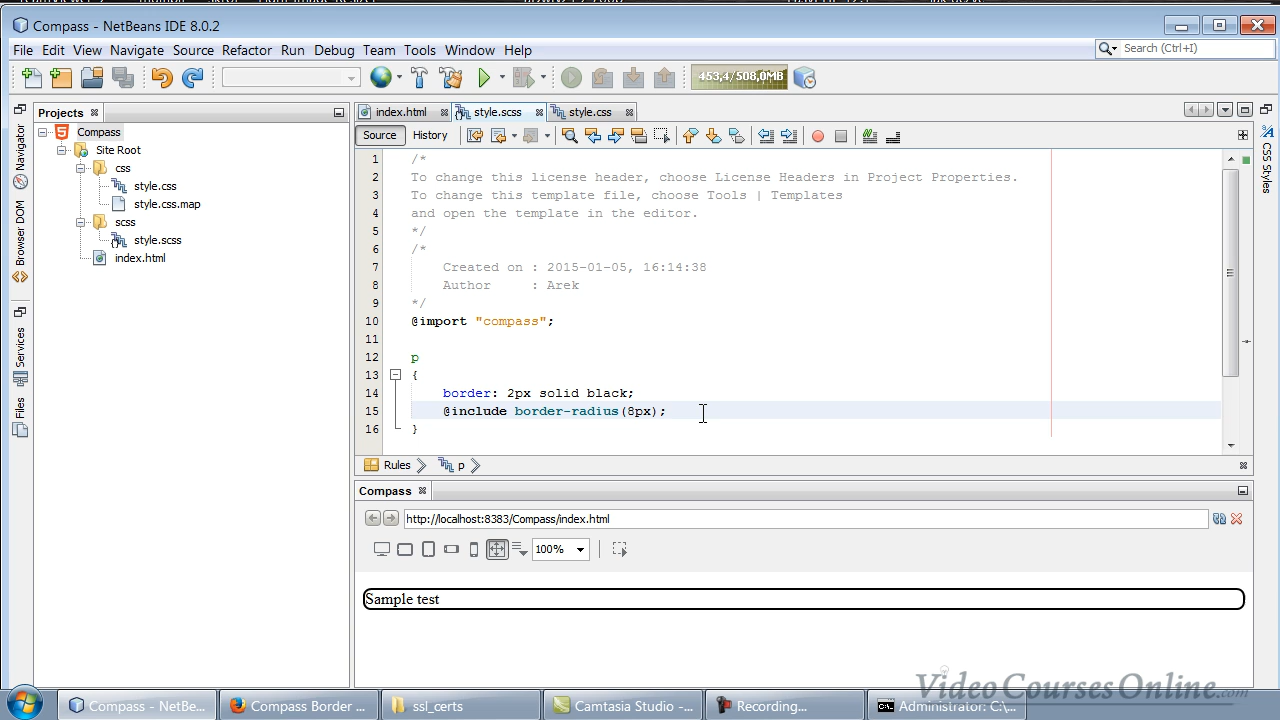 Compass - NetBeans IDE 8.0.2
File Edit View Navigate Source Refactor Run Debug Team Tools Window Help
Search (Ctrl+I)
453,4/508,0MB
Projects
index.html
style.scss
style.css
Navigator
Browser DOM
Services
Files
Compass
Site Root
css
style.css
style.css.map
scss
style.scss
index.html
Source
History
CSS Styles
1 /*
2 To change this license header, choose License Headers in Project Properties.
3 To change this template file, choose Tools | Templates
4 and open the template in the editor.
5 */
6 /*
7 Created on : 2015-01-05, 16:14:38
8 Author : Arek
9 */
10 @import "compass";
11
12 p
13 {
14 border: 2px solid black;
15 @include border-radius(8px);
16 }
Rules
p
Compass
http://localhost:8383/Compass/index.html
100%
Sample test
VideoCoursesOnline.com
Compass - NetBe...
Compass Border ...
ssl_certs
Camtasia Studio -...
Recording...
Administrator: C:\...